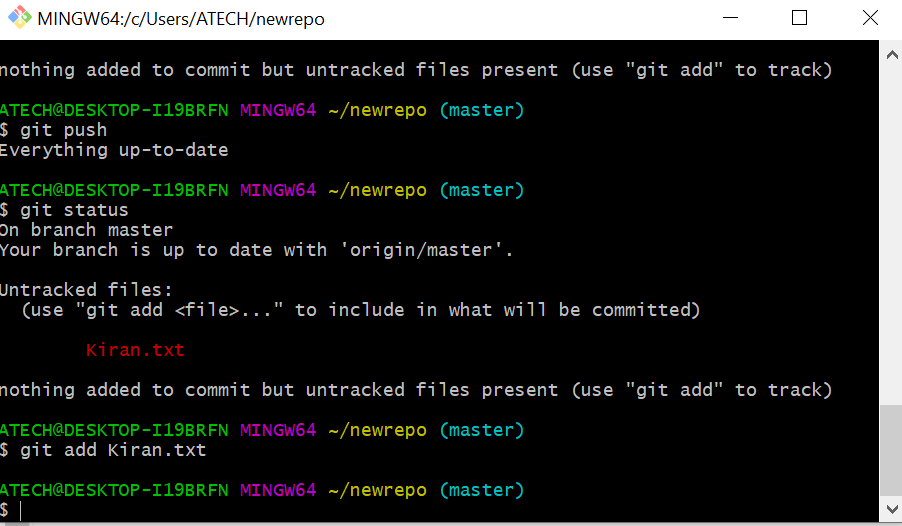 MINGW64:/c/Users/ATECH/newrepo
nothing added to commit but untracked files present (use "git add" to track)
ATECH@DESKTOP-I19BRFN MINGW64 ~/newrepo (master)
$ git push
Everything up-to-date
ATECH@DESKTOP-I19BRFN MINGW64 ~/newrepo (master)
$ git status
On branch master
Your branch is up to date with 'origin/master'.
Untracked files:
(use "git add <file>..." to include in what will be committed)
Kiran.txt
nothing added to commit but untracked files present (use "git add" to track)
ATECH@DESKTOP-I19BRFN MINGW64 ~/newrepo (master)
$ git add Kiran.txt
ATECH@DESKTOP-I19BRFN MINGW64 ~/newrepo (master)
$